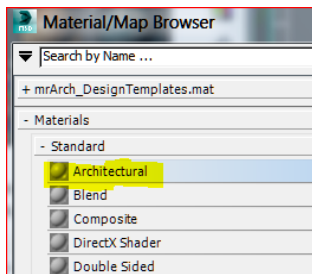 Material/Map Browser
Search by Name ...
+ mrArch_DesignTemplates.mat
- Materials
- Standard
Architectural
Blend
Composite
DirectX Shader
Double Sided